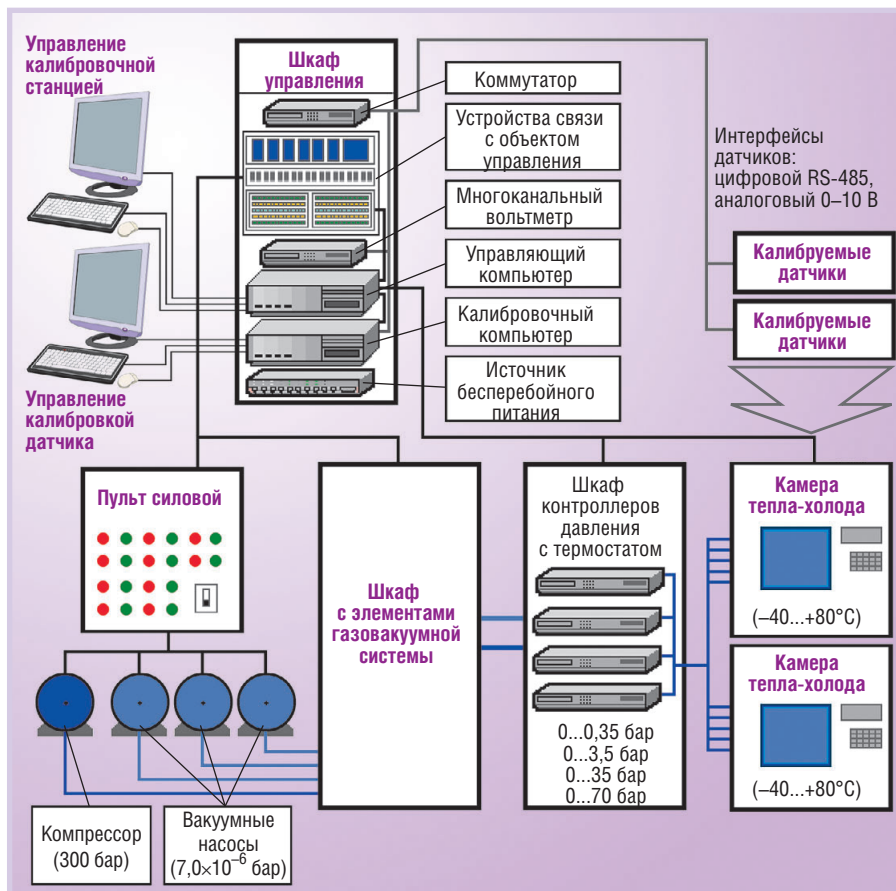 Управление
калибровочной
станцией
Шкаф
управления
Коммутатор
Устройства связи
с объектом
управления
Многоканальный
вольтметр
Управляющий
компьютер
Калибровочный
компьютер
Источник
бесперебойного
питания
Интерфейсы
датчиков:
цифровой RS-485,
аналоговый 0–10 В
Калибруемые
датчики
Калибруемые
датчики
Управление
калибровкой
датчика
Пульт силовой
Шкаф
с элементами
газовакуумной
системы
Шкаф
контроллеров
давления
с термостатом
0...0,35 бар
0...3,5 бар
0...35 бар
0...70 бар
Камера
тепла-холода
(–40...+80°С)
Камера
тепла-холода
(–40...+80°С)
Компрессор
(300 бар)
Вакуумные
насосы
(7,0×10⁻⁶ бар)